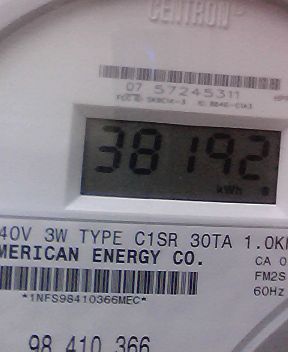 CENTRON
07 57245311
38192
kWh
40V 3W TYPE C1SR 30TA 1.0K
MERICAN ENERGY CO.
CA 0
FM2S
60Hz
*1NFS98410366MEC*
98 410 366